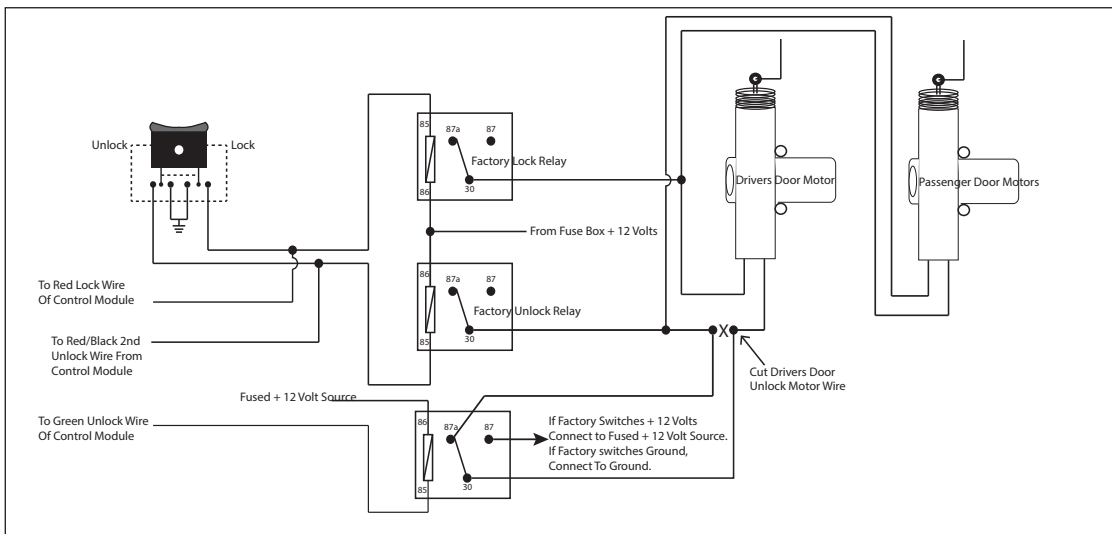 Unlock
Lock
85
87a
87
Factory Lock Relay
30
86
From Fuse Box + 12 Volts
86
87a
87
Factory Unlock Relay
30
85
Drivers Door Motor
Passenger Door Motors
To Red Lock Wire
Of Control Module
To Red/Black 2nd
Unlock Wire From
Control Module
X
Cut Drivers Door
Unlock Motor Wire
Fused + 12 Volt Source
To Green Unlock Wire
Of Control Module
86
87a
87
30
85
If Factory Switches + 12 Volts
Connect to Fused + 12 Volt Source.
If Factory switches Ground,
Connect To Ground.